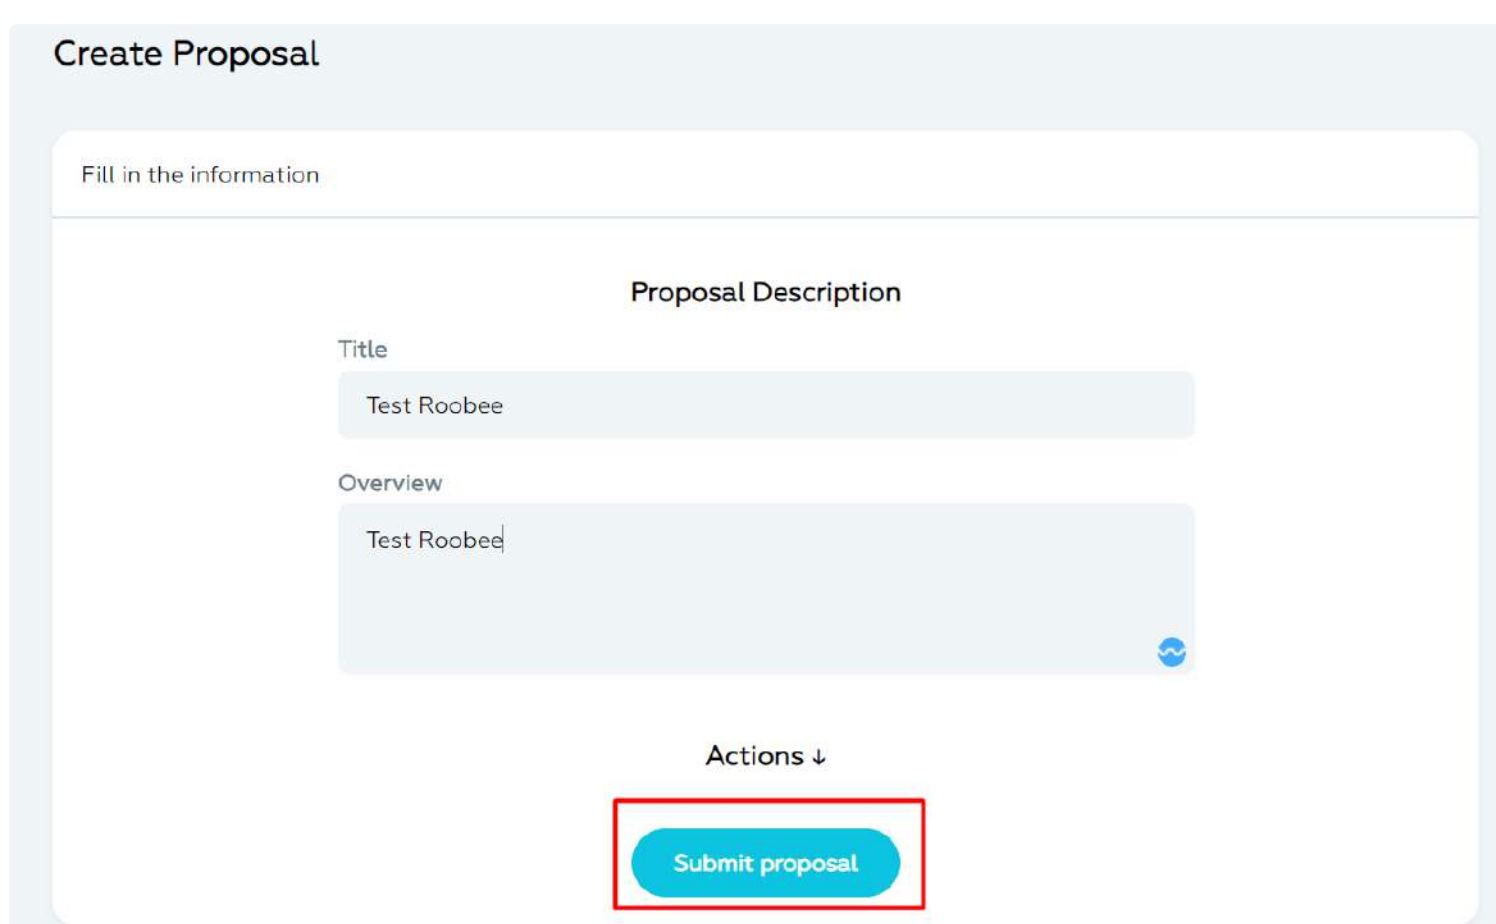 Create Proposal
Fill in the information
Proposal Description
Title
Test Roobee
Overview
Test Roobee
Actions ↓
Submit proposal